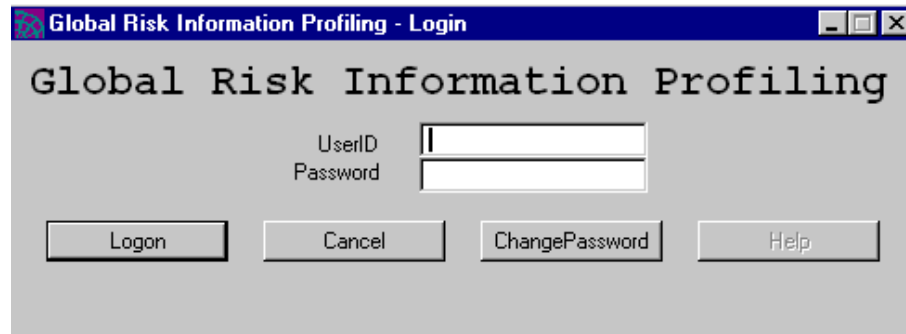 Global Risk Information Profiling - Login
Global Risk Information Profiling
UserID
Password
Logon Cancel ChangePassword Help